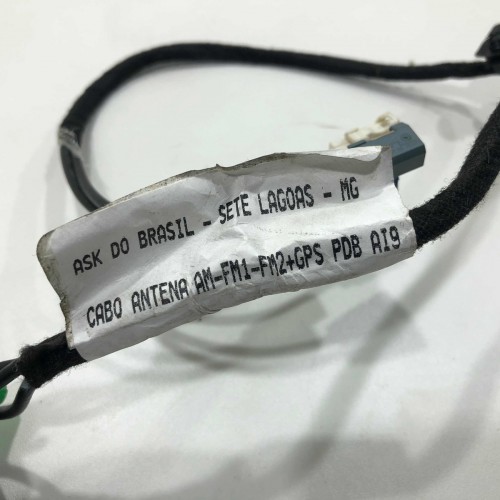 ASK DO BRASIL - SETE LAGOAS - MG
CABO ANTENA AM-FM1-FM2+GPS PDB AI9